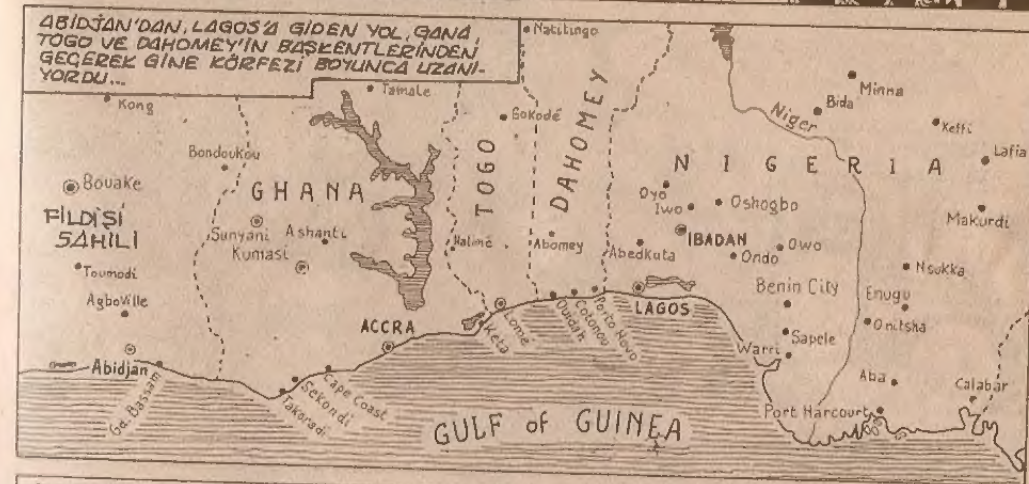 ABİDJAN'DAN, LAGOS'A GİDEN YOL, GANA,
TOGO VE DAHOMEY'İN BAŞKENTLERİNDEN
GEÇEREK GİNE KÖRFEZİ BOYUNCA UZANI-
YORDU...
Natitingo
Kong
Tamale
Sokodé
Minna
Bida
Niger
Keffi
Lafia
Bondoukou
Bouake
GHANA
TOGO
DAHOMEY
NIGERIA
Oyo
Iwo
Oshogbo
Makurdi
FİLDİŞİ
SAHİLİ
Sunyani
Ashanti
Kumasi
Palimé
Abomey
Abeokuta
IBADAN
Owo
Ondo
Nsukka
Toumodi
Agboville
Benin City
Enugu
Onitsha
ACCRA
Keta
Lomé
Ouidah
Cotonou
Porto Novo
LAGOS
Sapele
Warri
Abidjan
Gd. Bassam
Takoradi
Sekondi
Cape Coast
Aba
Calabar
Port Harcourt
GULF of GUINEA